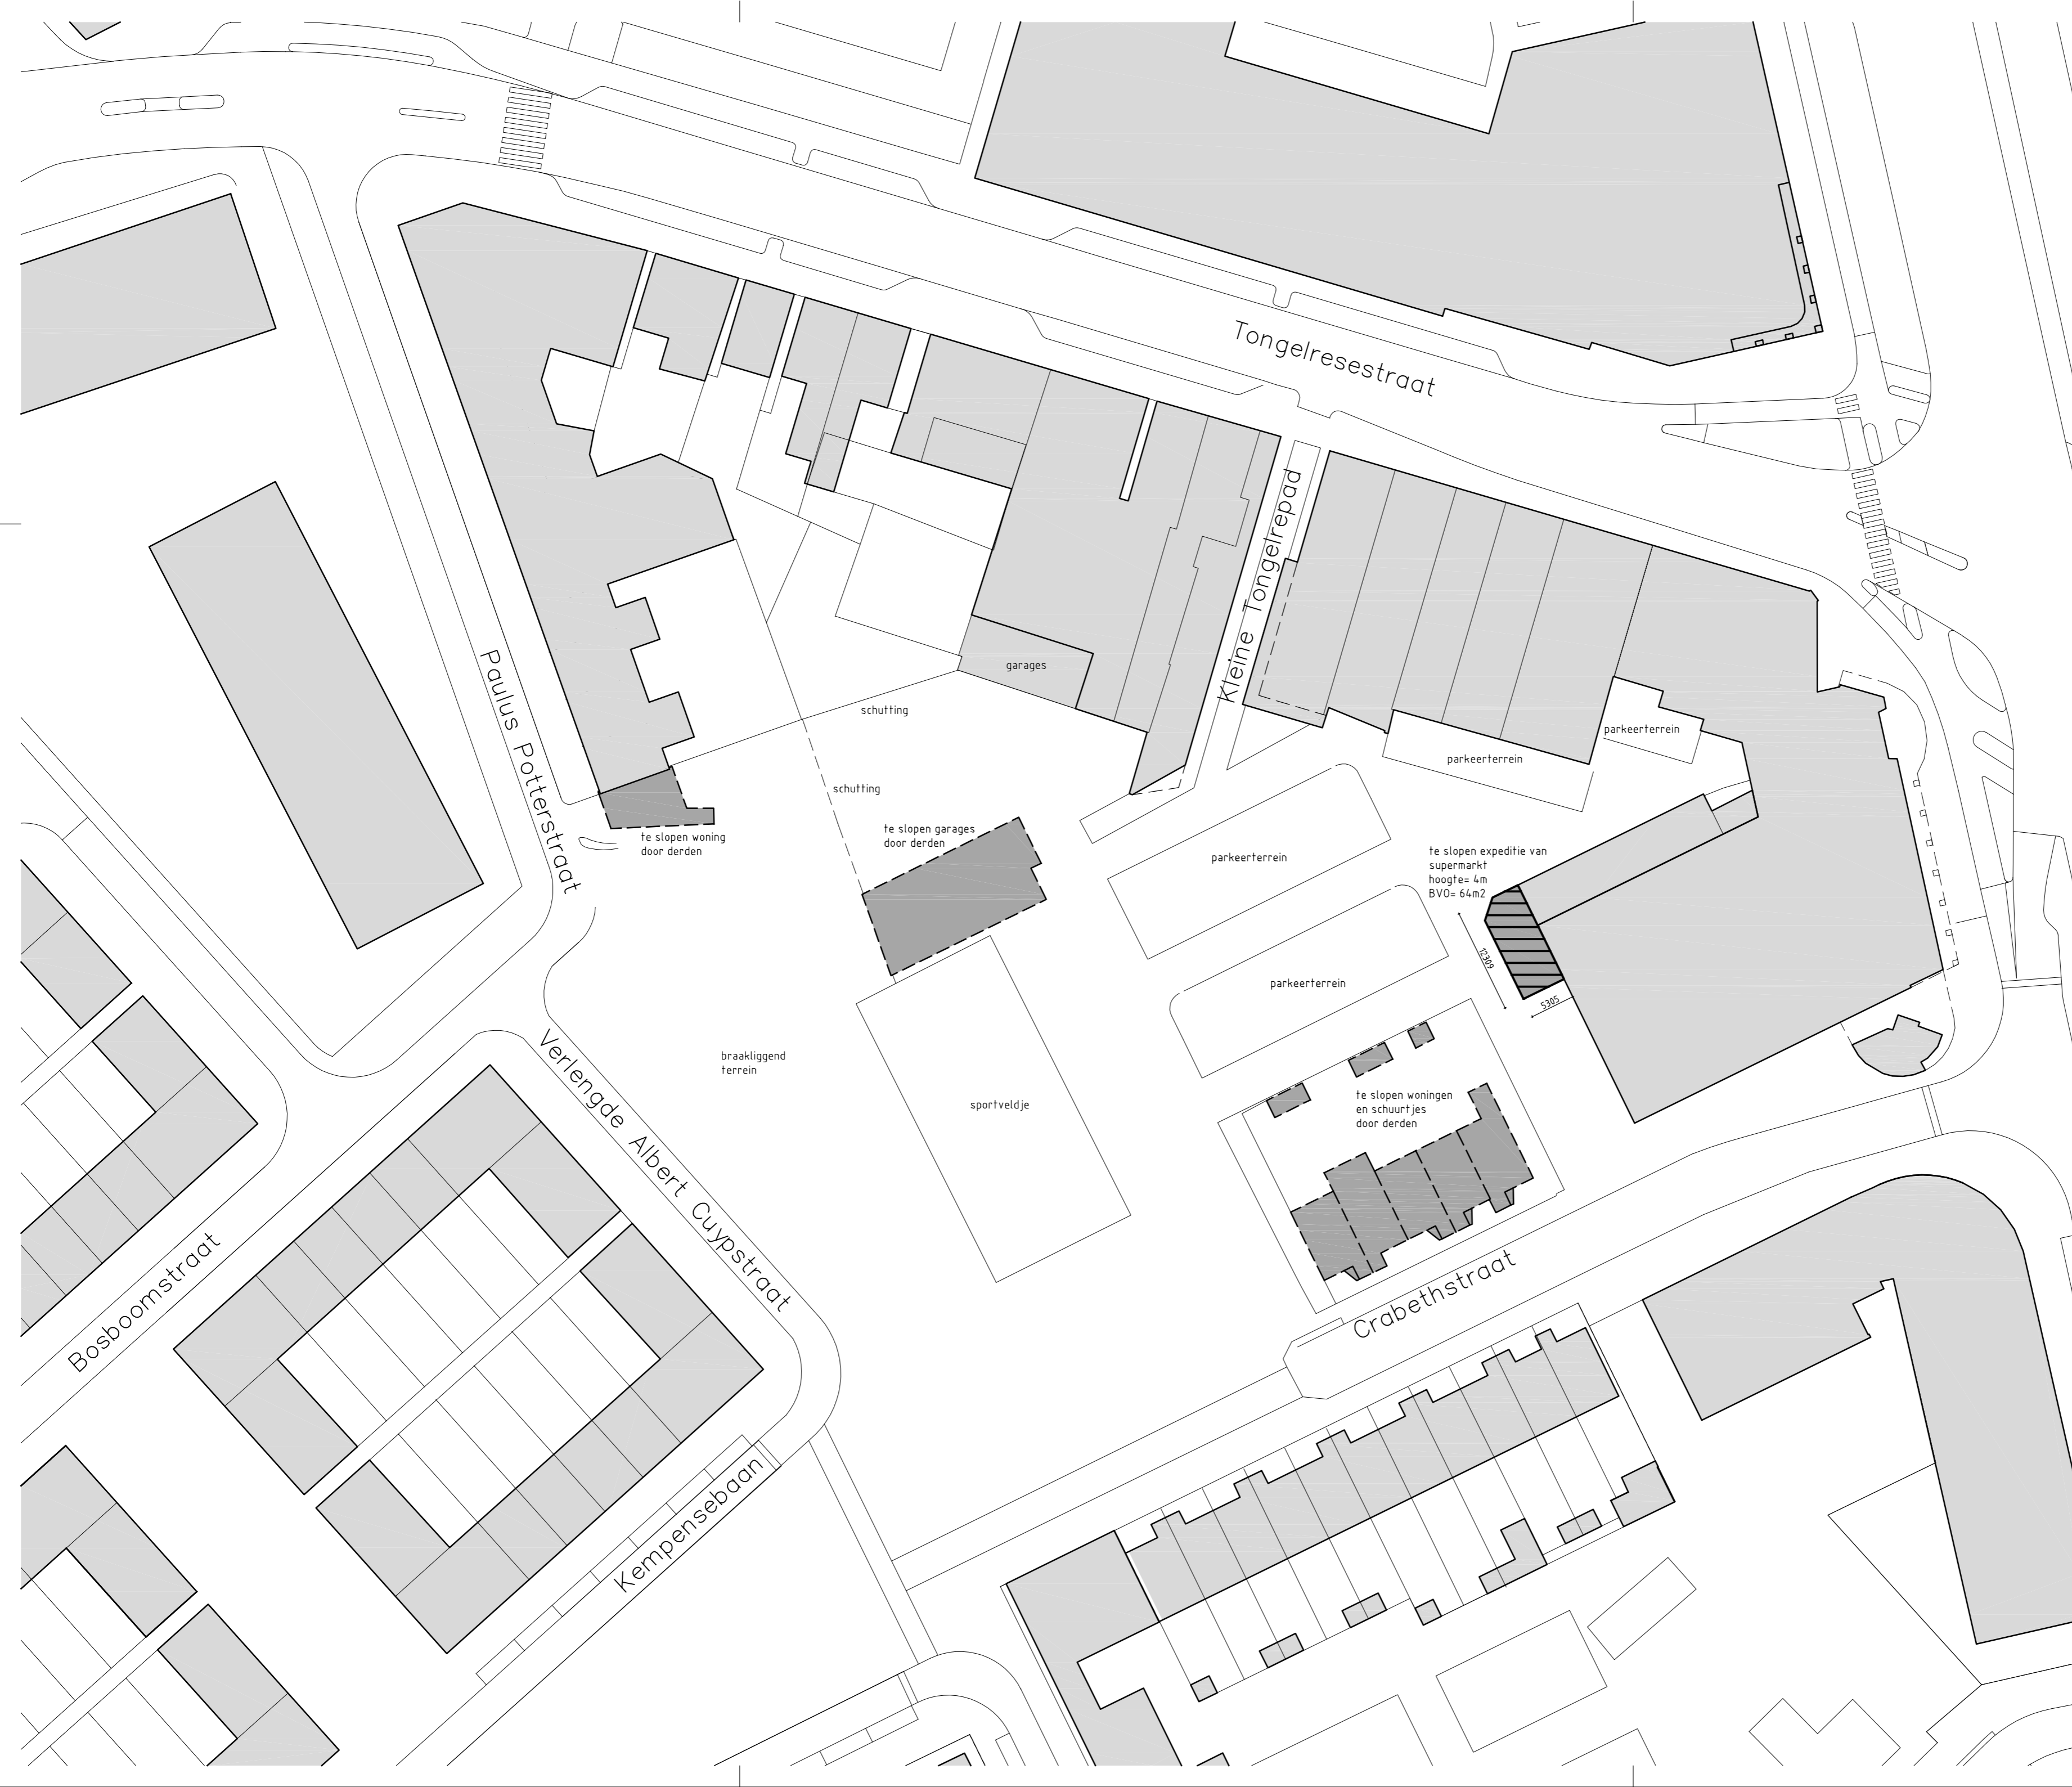 Tongelresestraat
Kleine Tongelrepad
Paulus Potterstraat
garages
schutting
schutting
parkeerterrein
parkeerterrein
te slopen woning
door derden
te slopen garages
door derden
parkeerterrein
te slopen expeditie van
supermarkt
hoogte= 4m
BVO= 64m2
12309
5305
parkeerterrein
braakliggend
terrein
sportveldje
te slopen woningen
en schuurtjes
door derden
Verlengde Albert Cuypstraat
Bosboomstraat
Crabethstraat
Kempensebaan